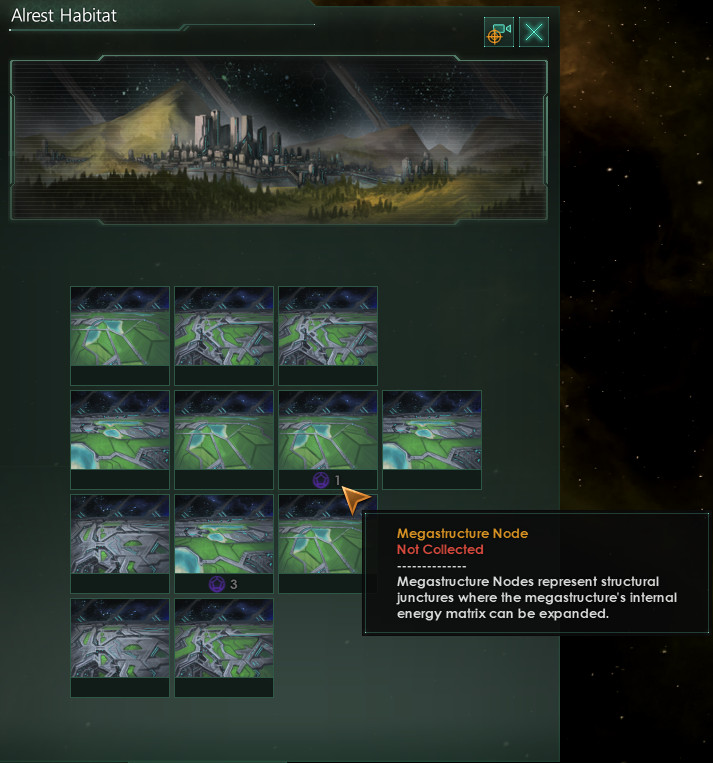 Alrest Habitat
1
Megastructure Node
Not Collected
--------------
Megastructure Nodes represent structural
junctures where the megastructure's internal
energy matrix can be expanded.
3